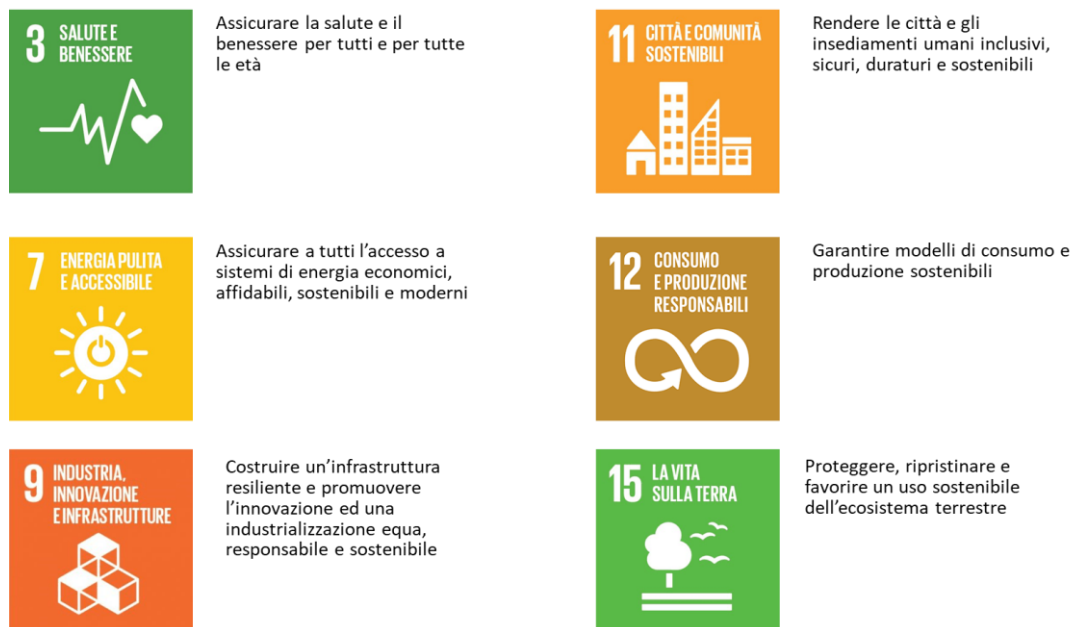 3 SALUTE E
BENESSERE
Assicurare la salute e il
benessere per tutti e per tutte
le età
11 CITTÀ E COMUNITÀ
SOSTENIBILI
Rendere le città e gli
insediamenti umani inclusivi,
sicuri, duraturi e sostenibili
7 ENERGIA PULITA
E ACCESSIBILE
Assicurare a tutti l’accesso a
sistemi di energia economici,
affidabili, sostenibili e moderni
12 CONSUMO
E PRODUZIONE
RESPONSABILI
Garantire modelli di consumo e
produzione sostenibili
9 INDUSTRIA,
INNOVAZIONE
E INFRASTRUTTURE
Costruire un’infrastruttura
resiliente e promuovere
l’innovazione ed una
industrializzazione equa,
responsabile e sostenibile
15 LA VITA
SULLA TERRA
Proteggere, ripristinare e
favorire un uso sostenibile
dell’ecosistema terrestre